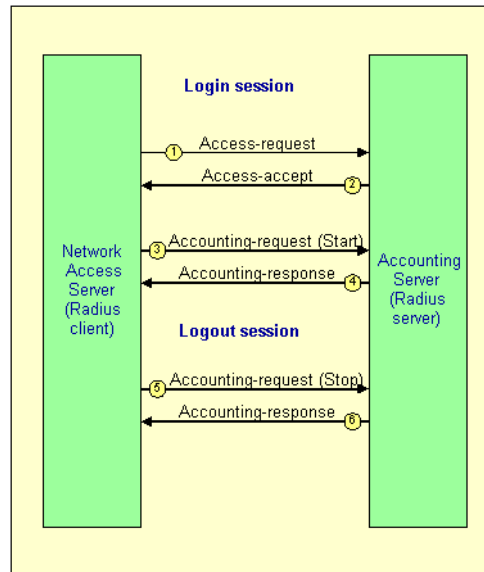 Login session
1
Access-request
Access-accept
2
3
Accounting-request (Start)
Accounting-response
4
Network
Access
Server
(Radius
client)
Accounting
Server
(Radius
server)
Logout session
Accounting-request (Stop)
5
Accounting-response
6